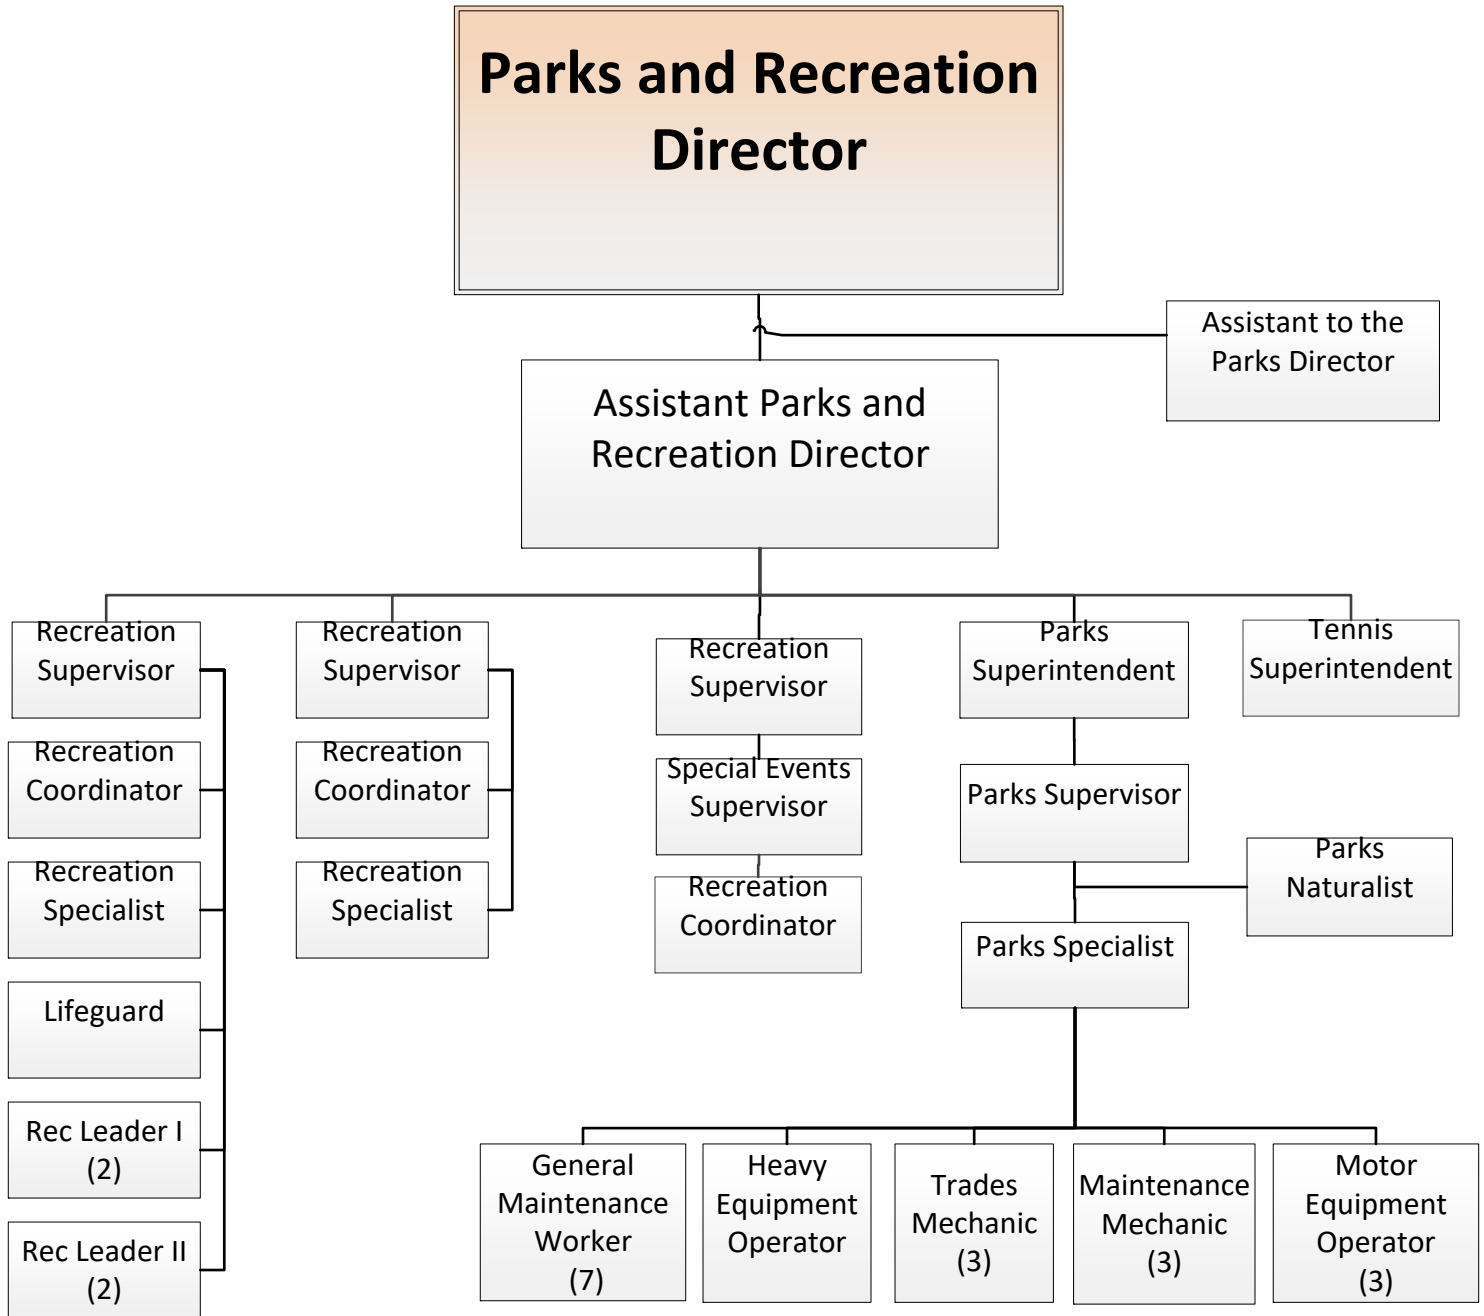 Parks and Recreation
Director
Assistant to the
Parks Director
Assistant Parks and
Recreation Director
Recreation
Supervisor
Recreation
Supervisor
Recreation
Supervisor
Parks
Superintendent
Tennis
Superintendent
Recreation
Coordinator
Recreation
Coordinator
Special Events
Supervisor
Parks Supervisor
Recreation
Specialist
Recreation
Specialist
Recreation
Coordinator
Parks
Naturalist
Parks Specialist
Lifeguard
Rec Leader I
(2)
Rec Leader II
(2)
General
Maintenance
Worker
(7)
Heavy
Equipment
Operator
Trades
Mechanic
(3)
Maintenance
Mechanic
(3)
Motor
Equipment
Operator
(3)